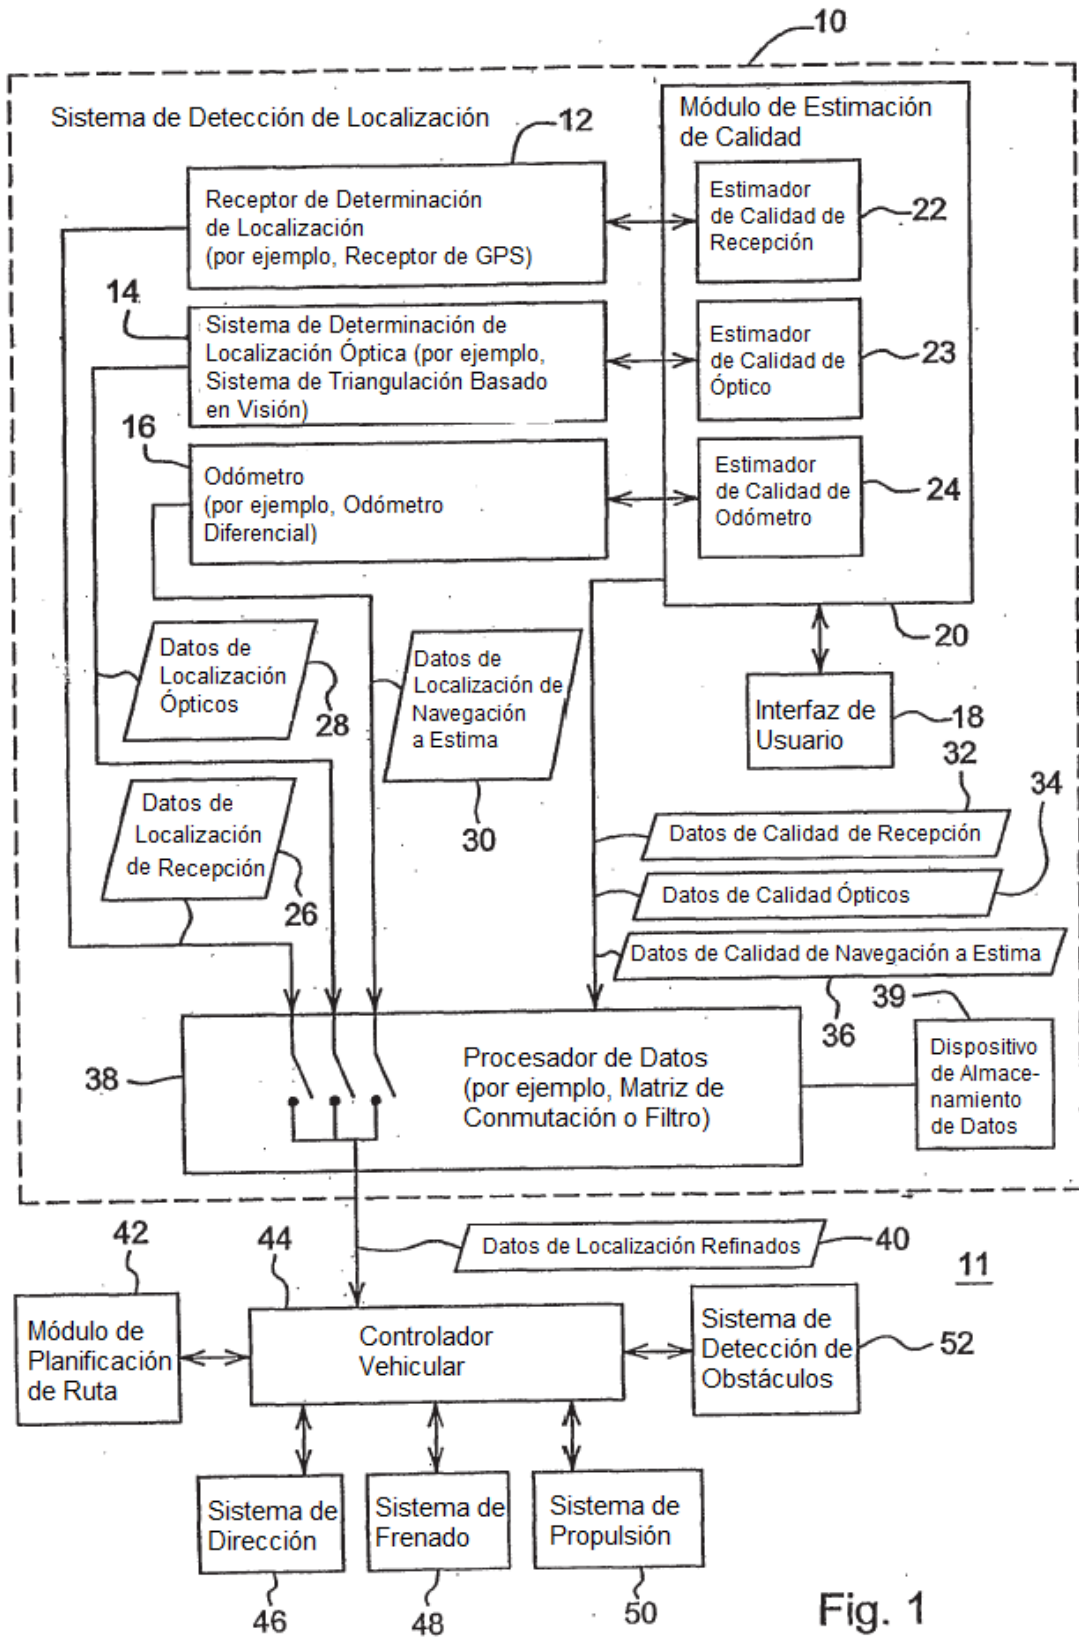 10
Sistema de Detección de Localización
12
Módulo de Estimación
de Calidad
Receptor de Determinación
de Localización
(por ejemplo, Receptor de GPS)
Estimador
de Calidad de
Recepción
22
14
Sistema de Determinación de
Localización Óptica (por ejemplo,
Sistema de Triangulación Basado
en Visión)
Estimador
de Calidad de
Óptico
23
16
Odómetro
(por ejemplo, Odómetro
Diferencial)
Estimador
de Calidad de
Odómetro
24
20
Datos de
Localización
Ópticos
28
Datos de
Localización de
Navegación
a Estima
30
Interfaz de
Usuario
18
32
34
Datos de
Localización
de Recepción
26
Datos de Calidad de Recepción
Datos de Calidad Ópticos
Datos de Calidad de Navegación a Estima
36
39
38
Procesador de Datos
(por ejemplo, Matriz de
Conmutación o Filtro)
Dispositivo
de Almace-
namiento
de Datos
Datos de Localización Refinados
40
42
44
11
Módulo de
Planificación
de Ruta
Controlador
Vehicular
Sistema de
Detección de
Obstáculos
52
Sistema de
Dirección
46
Sistema de
Frenado
48
Sistema de
Propulsión
50
Fig. 1